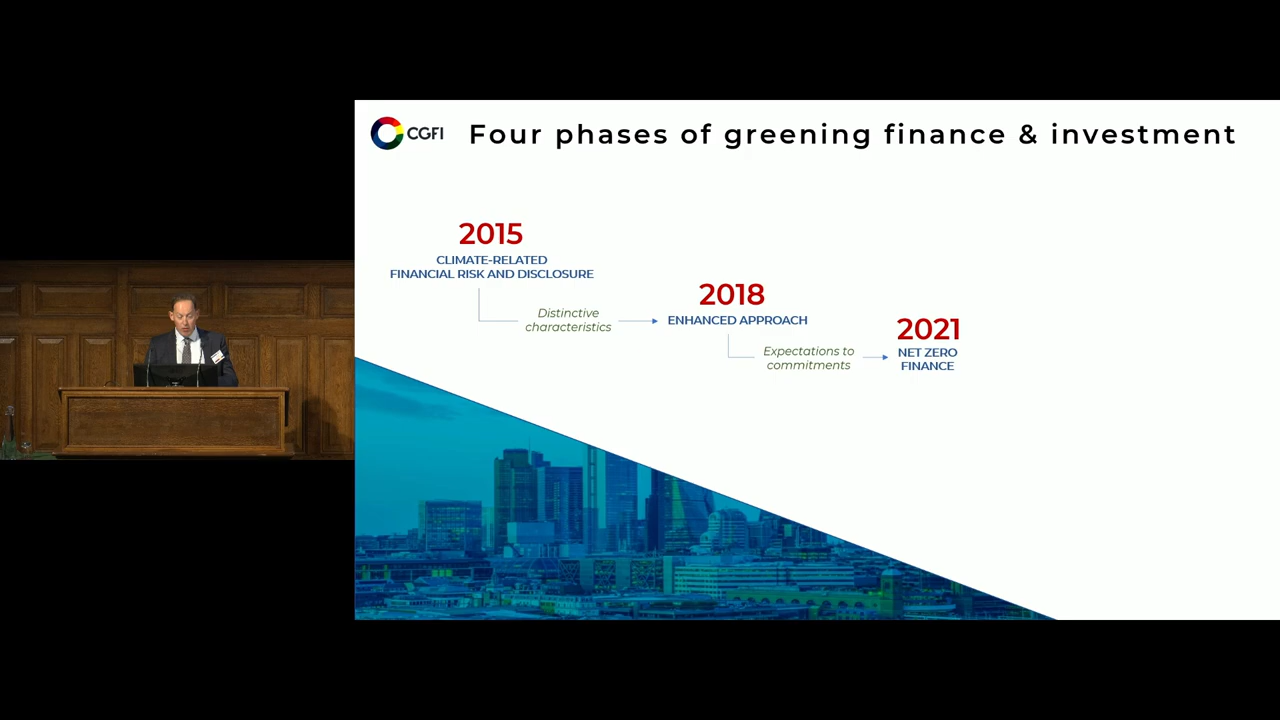 CGFI
Four phases of greening finance & investment
2015
CLIMATE-RELATED
FINANCIAL RISK AND DISCLOSURE
Distinctive
characteristics
2018
ENHANCED APPROACH
Expectations to
commitments
2021
NET ZERO
FINANCE